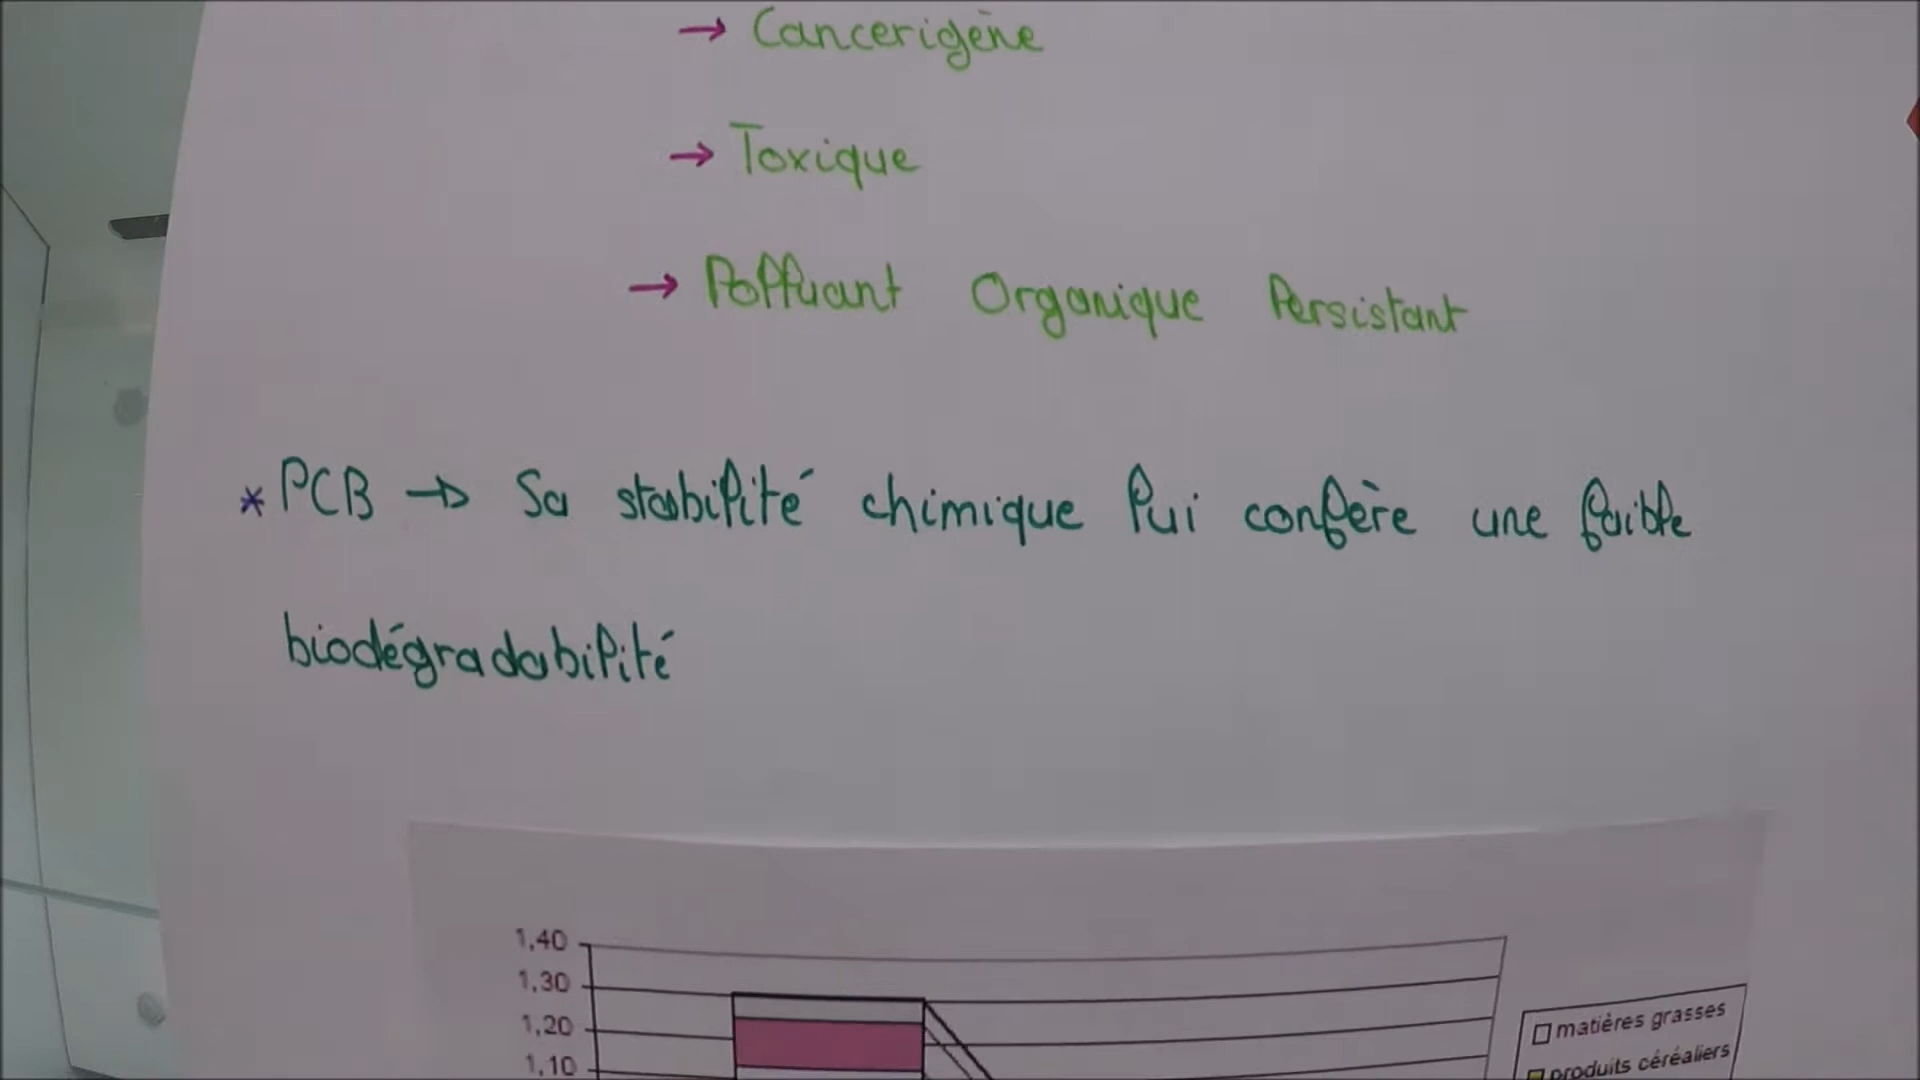 → Cancerigène
→ Toxique
→ Polluant Organique Persistant
* PCB → Sa stabilité chimique lui confère une faible
biodégradabilité
1,40
1,30
1,20
1,10
matières grasses
produits céréaliers